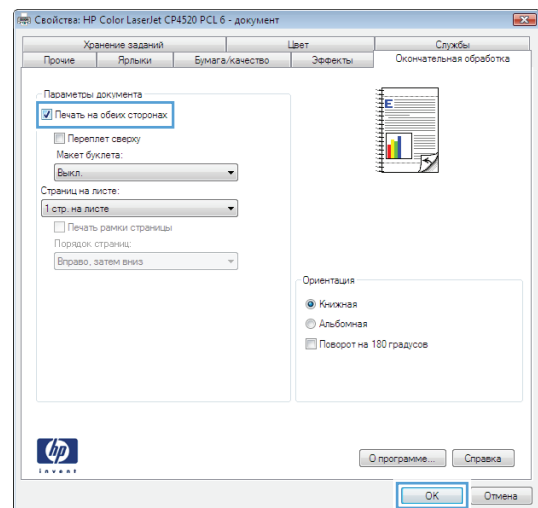 Свойства: HP Color LaserJet CP4520 PCL 6 - документ
Хранение заданий Цвет Службы
Прочие Ярлыки Бумага/качество Эффекты Окончательная обработка
Параметры документа
Печать на обеих сторонах
Переплет сверху
Макет буклета:
Выкл.
Страниц на листе:
1 стр. на листе
Печать рамки страницы
Порядок страниц:
Вправо, затем вниз
E
Ориентация
Книжная
Альбомная
Поворот на 180 градусов
hp
invent
О программе... Справка
OK Отмена